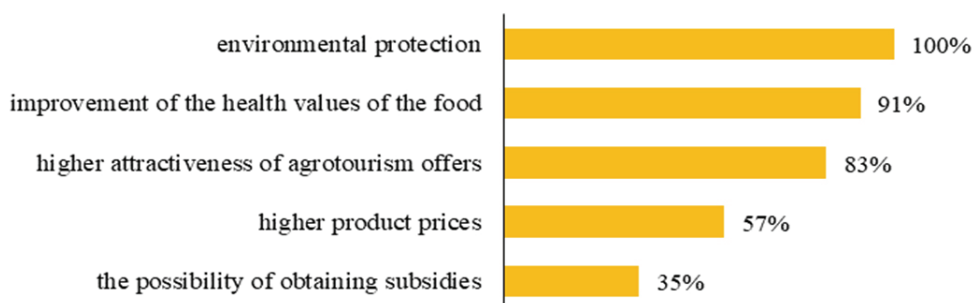 environmental protection 100%
improvement of the health values of the food 91%
higher attractiveness of agrotourism offers 83%
higher product prices 57%
the possibility of obtaining subsidies 35%